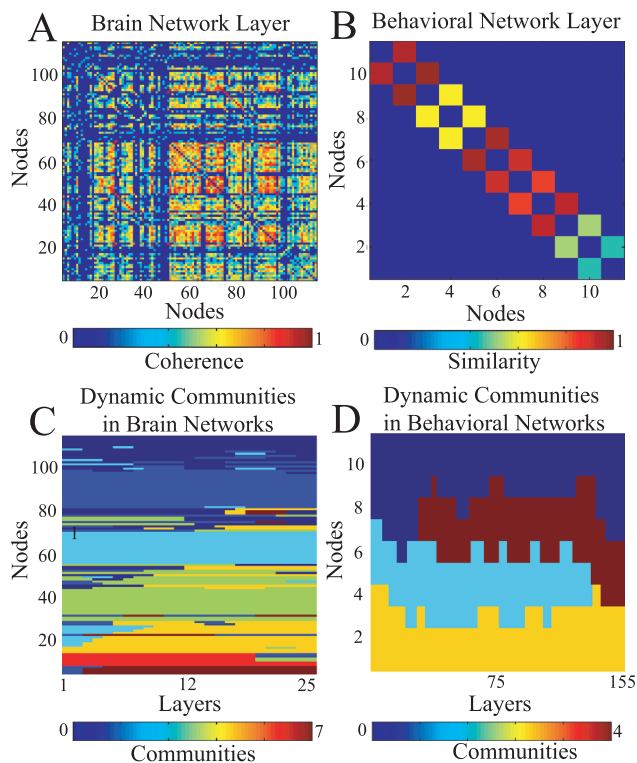 A
Brain Network Layer
Nodes
100
80
60
40
20
20 40 60 80 100
Nodes
0 1
Coherence
B
Behavioral Network Layer
Nodes
10
8
6
4
2
2 4 6 8 10
Nodes
0 1
Similarity
C
Dynamic Communities
in Brain Networks
Nodes
100
80
1
60
40
20
1 12 25
Layers
0 7
Communities
D
Dynamic Communities
in Behavioral Networks
Nodes
10
8
6
4
2
75 155
Layers
0 4
Communities